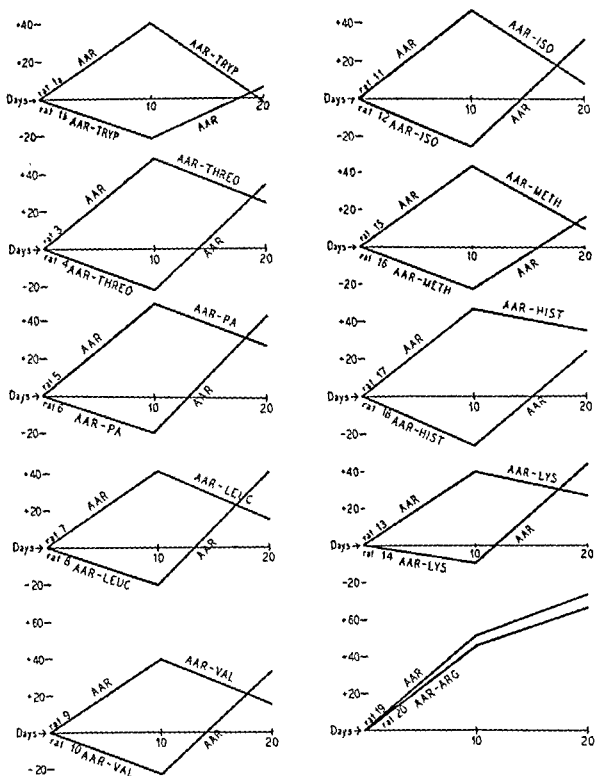 +40
AAR
AAR-TRYP
+20
rat 1a
Days→ 10 20
rat 1b AAR-TRYP
AAR
-20
+40
AAR-THREO
AAR
+20
rat 3
Days→ 10 20
rat 4 AAR-THREO
AAR
-20
+40
AAR-PA
AAR
+20
rat 5
Days→ 10 20
rat 6 AAR-PA
AAR
-20
+40
AAR-LEUC
AAR
+20
rat 7
Days→ 10 20
rat 8 AAR-LEUC
AAR
-20
+60
+40
AAR-VAL
AAR
+20
rat 9
Days→ 10 20
rat 10 AAR-VAL
AAR
-20
+40
AAR-ISO
AAR
+20
rat 11
Days→ 10 20
rat 12 AAR-ISO
AAR
-20
+40
AAR-METH
AAR
+20
rat 15
Days→ 10 20
rat 16 AAR-METH
AAR
-20
+40
AAR-HIST
AAR
+20
rat 17
Days→ 10 20
rat 18 AAR-HIST
AAR
-20
+40
AAR-LYS
AAR
+20
rat 13
Days→ 10 20
rat 14 AAR-LYS
AAR
-20
+60
+40
AAR
+20
rat 19
rat 20 AAR-ARG
Days→ 10 20